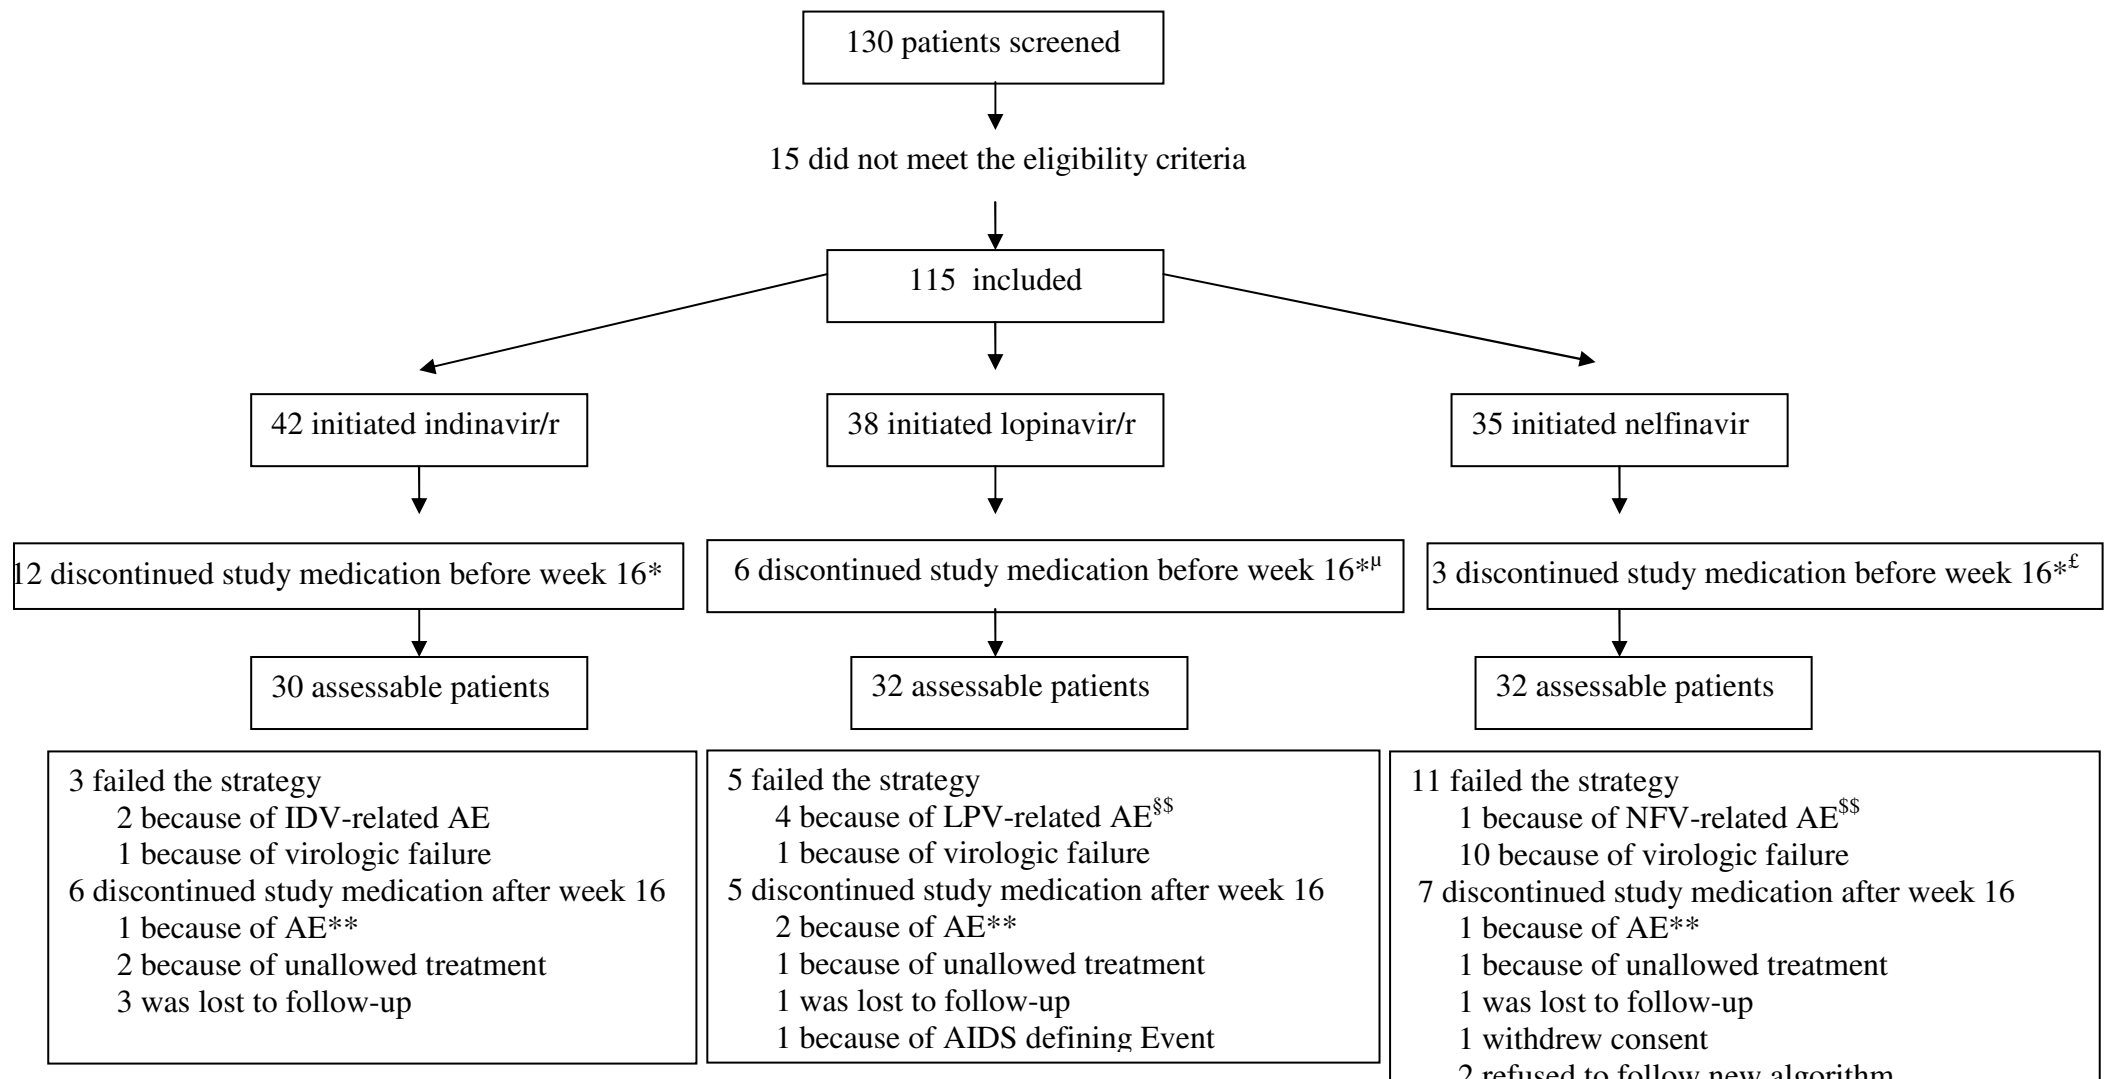 130 patients screened
15 did not meet the eligibility criteria
115 included
42 initiated indinavir/r
38 initiated lopinavir/r
35 initiated nelfinavir
12 discontinued study medication before week 16*
6 discontinued study medication before week 16*µ
3 discontinued study medication before week 16*£
30 assessable patients
32 assessable patients
32 assessable patients
3 failed the strategy
2 because of IDV-related AE
1 because of virologic failure
6 discontinued study medication after week 16
1 because of AE**
2 because of unallowed treatment
3 was lost to follow-up
5 failed the strategy
4 because of LPV-related AE§$
1 because of virologic failure
5 discontinued study medication after week 16
2 because of AE**
1 because of unallowed treatment
1 was lost to follow-up
1 because of AIDS defining Event
11 failed the strategy
1 because of NFV-related AE$$
10 because of virologic failure
7 discontinued study medication after week 16
1 because of AE**
1 because of unallowed treatment
1 was lost to follow-up
1 withdrew consent
2 refused to follow new algorithm